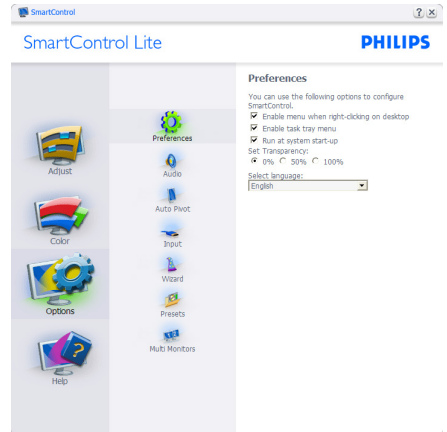 SmartControl
SmartControl Lite
PHILIPS
Adjust
Color
Options
Help
Preferences
Audio
Auto Pivot
Input
Wizard
Presets
Multi Monitors
Preferences
You can use the following options to configure
SmartControl.
Enable menu when right-clicking on desktop
Enable task tray menu
Run at system start-up
Set Transparency:
0% 50% 100%
Select language:
English